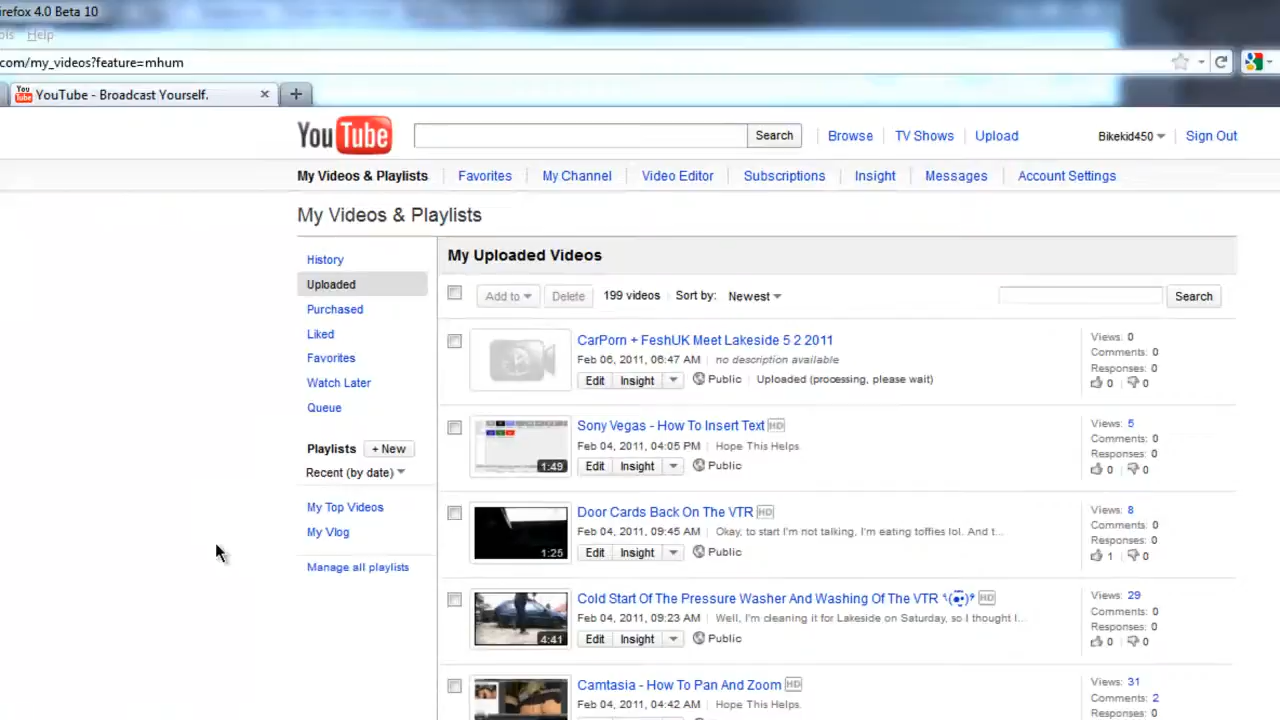 irefox 4.0 Beta 10
ols Help
com/my_videos?feature=mhum
You Tube YouTube - Broadcast Yourself. × +
YouTube Search Browse TV Shows Upload Bikekid450 Sign Out
My Videos & Playlists Favorites My Channel Video Editor Subscriptions Insight Messages Account Settings
My Videos & Playlists
History
Uploaded
Purchased
Liked
Favorites
Watch Later
Queue
Playlists + New
Recent (by date)
My Top Videos
My Vlog
Manage all playlists
My Uploaded Videos
Add to Delete 199 videos Sort by: Newest Search
CarPorn + FeshUK Meet Lakeside 5 2 2011
Feb 06, 2011, 06:47 AM no description available
Edit Insight Public Uploaded (processing, please wait)
Views: 0
Comments: 0
Responses: 0
0 0
Sony Vegas - How To Insert Text HD
Feb 04, 2011, 04:05 PM Hope This Helps
1:49
Edit Insight Public
Views: 5
Comments: 0
Responses: 0
0 0
Door Cards Back On The VTR HD
Feb 04, 2011, 09:45 AM Okay, to start I'm not talking, I'm eating toffies lol. And t...
1:25
Edit Insight Public
Views: 8
Comments: 0
Responses: 0
1 0
Cold Start Of The Pressure Washer And Washing Of The VTR HD
Feb 04, 2011, 09:23 AM Well, I'm cleaning it for Lakeside on Saturday, so I thought I...
4:41
Edit Insight Public
Views: 29
Comments: 0
Responses: 0
0 0
Camtasia - How To Pan And Zoom HD
Feb 04, 2011, 04:42 AM Hope This Helps.
Views: 31
Comments: 2
Responses: 0